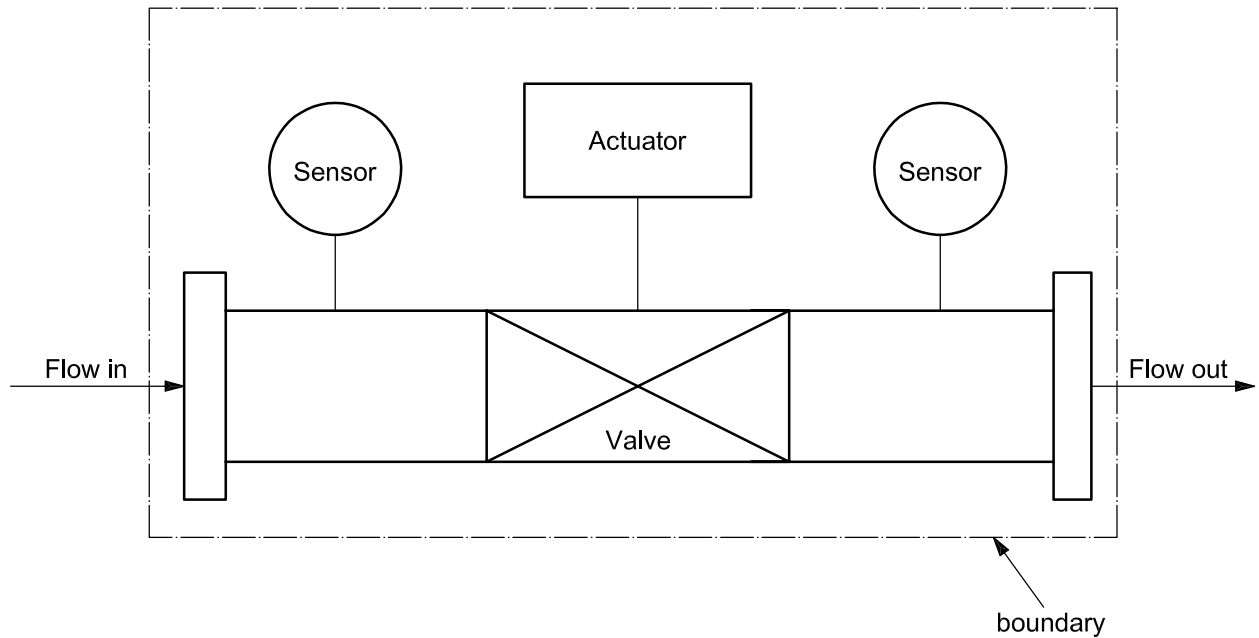 Actuator
Sensor
Sensor
Flow in
Flow out
Valve
boundary